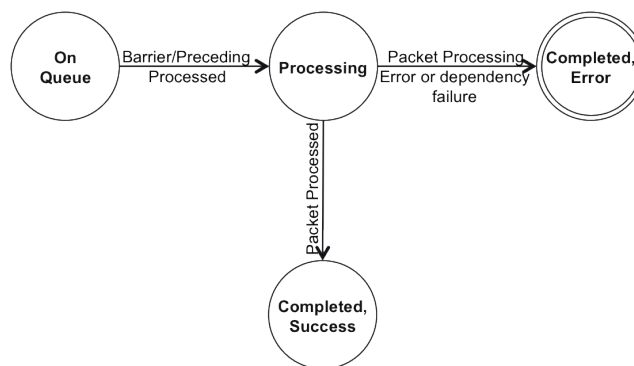 On
Queue
Barrier/Preceding
Processed
Processing
Packet Processing
Error or dependency
failure
Completed,
Error
Packet Processed
Completed,
Success